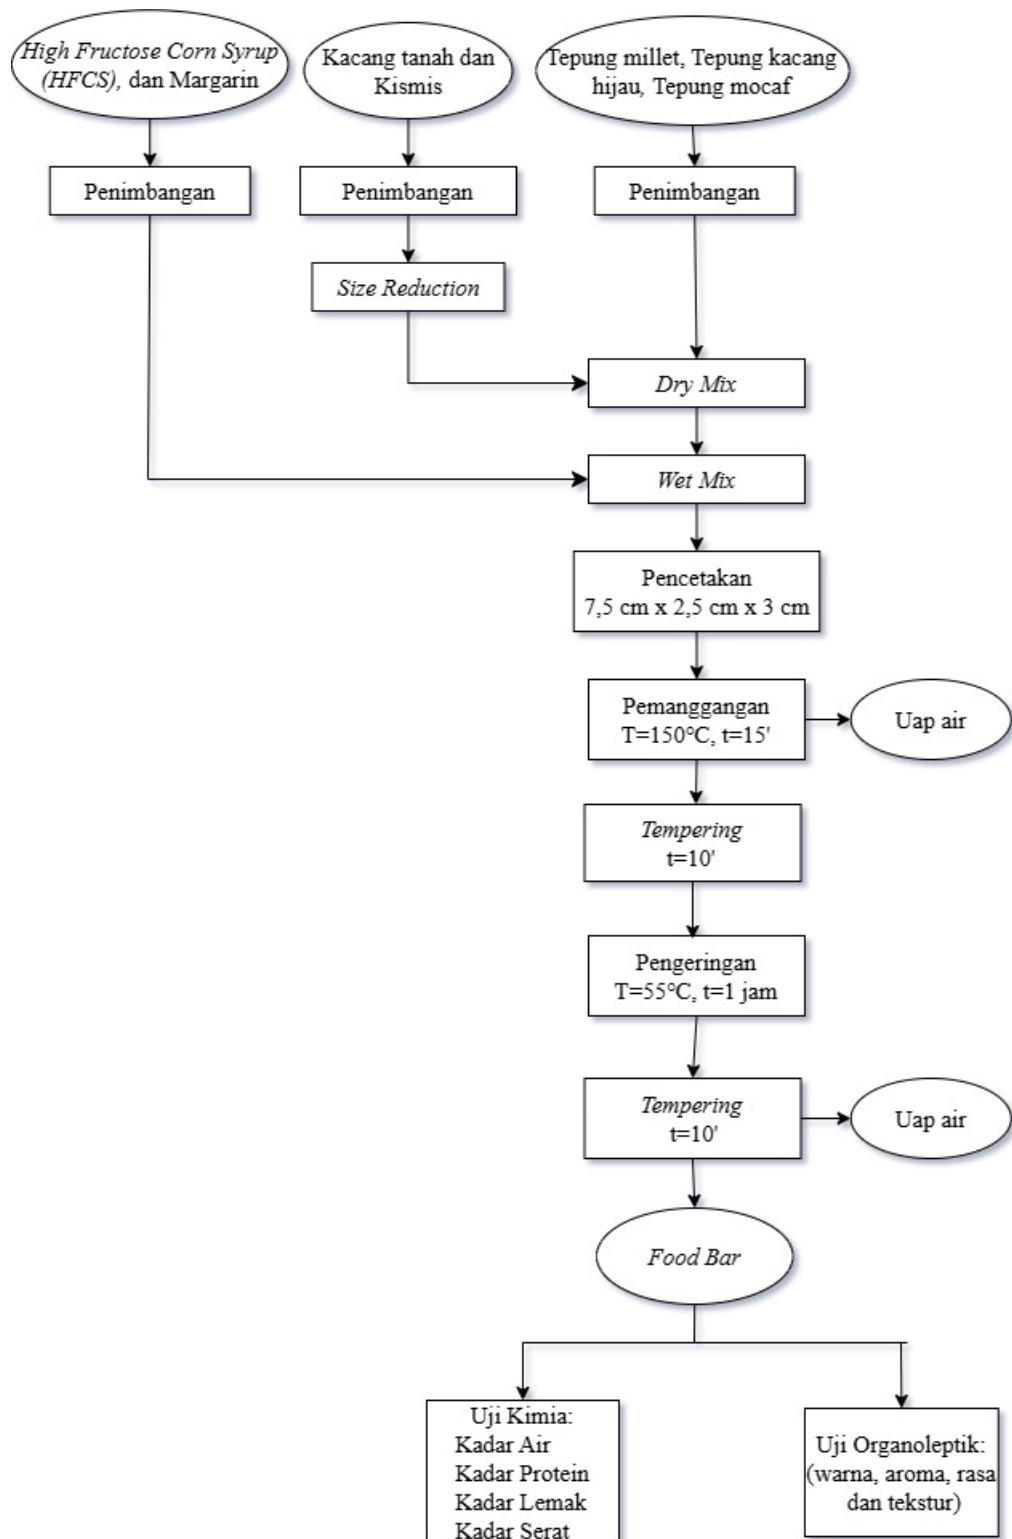 High Fructose Corn Syrup
(HFCS), dan Margarin
Kacang tanah dan
Kismis
Tepung millet, Tepung kacang
hijau, Tepung mocaf
Penimbangan
Penimbangan
Penimbangan
Size Reduction
Dry Mix
Wet Mix
Pencetakan
7,5 cm x 2,5 cm x 3 cm
Pemanggangan
T=150°C, t=15'
Uap air
Tempering
t=10'
Pengeringan
T=55°C, t=1 jam
Tempering
t=10'
Uap air
Food Bar
Uji Kimia:
Kadar Air
Kadar Protein
Kadar Lemak
Kadar Serat
Uji Organoleptik:
(warna, aroma, rasa
dan tekstur)